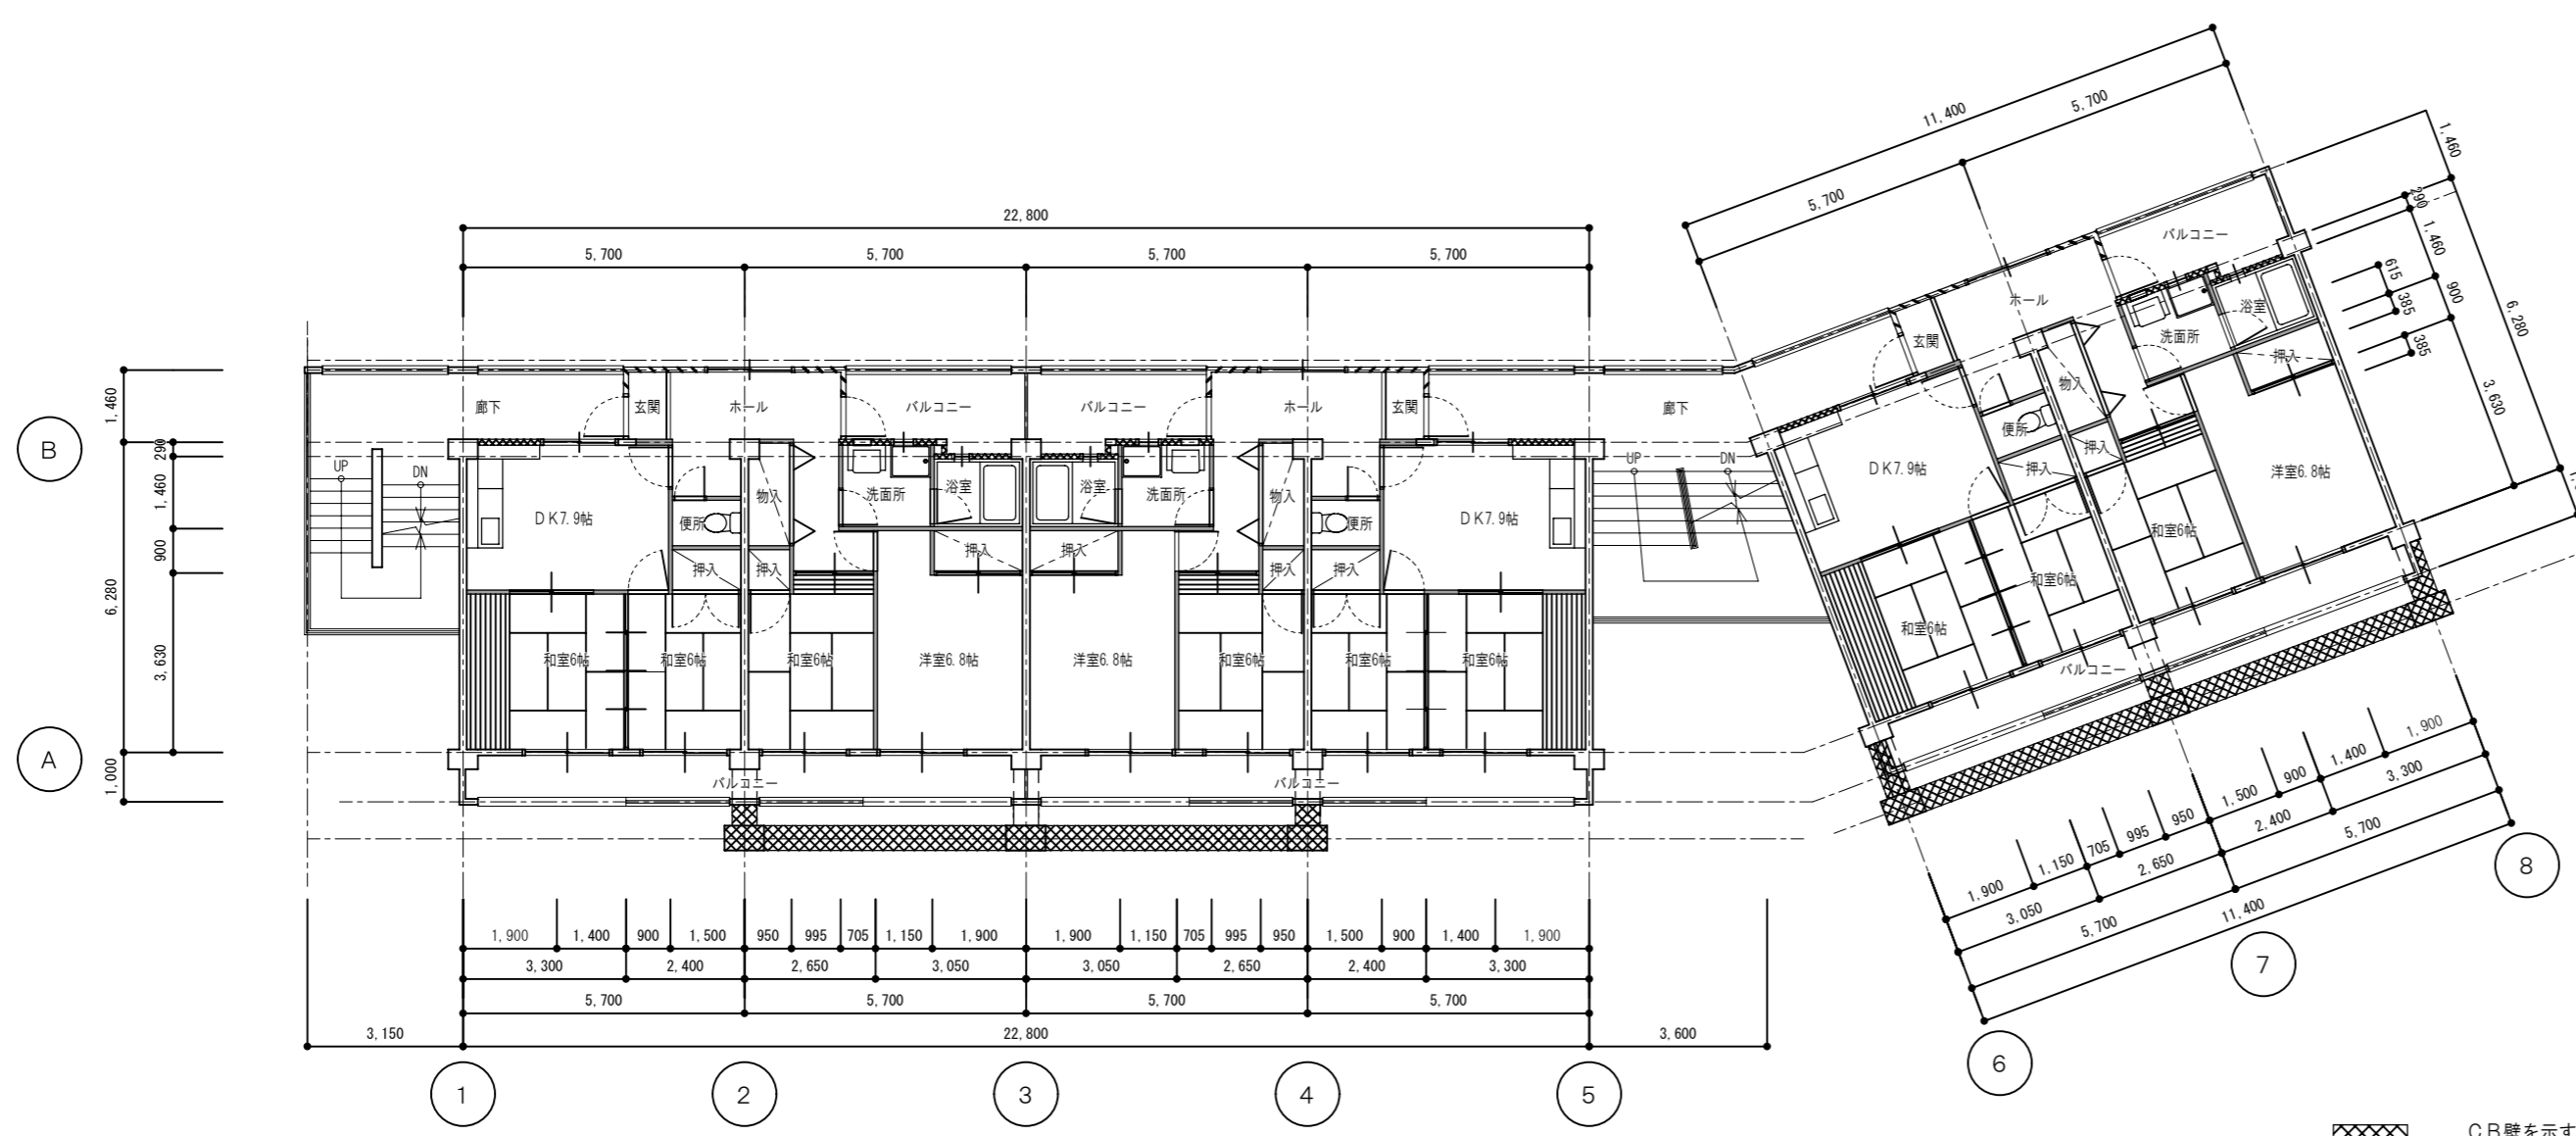 11,400
5,700
5,700
1,460
290
1,460
900
615
385
385
6,280
3,630
22,800
5,700 5,700 5,700 5,700
バルコニー
ホール
浴室
洗面所
玄関
押入
物入
便所
押入
押入
DK7.9帖
洋室6.8帖
和室6帖
和室6帖
和室6帖
バルコニー
B
A
1,460
290
1,460
900
6,280
3,630
1,000
廊下 玄関 ホール バルコニー バルコニー ホール 玄関 廊下
UP DN UP DN
物入 洗面所 浴室 浴室 洗面所 物入
DK7.9帖 便所 便所 DK7.9帖
押入 押入 押入 押入 押入 押入
和室6帖 和室6帖 和室6帖 洋室6.8帖 洋室6.8帖 和室6帖 和室6帖 和室6帖
バルコニー バルコニー
1,900 1,400 900 1,500 950 995 705 1,150 1,900 1,900 1,150 705 995 950 1,500 900 1,400 1,900
3,300 2,400 2,650 3,050 3,050 2,650 2,400 3,300
5,700 5,700 5,700 5,700
3,150 22,800 3,600
1 2 3 4 5
1,900 1,150 705 995 950 1,500 900 1,400 1,900
3,050 2,650 2,400 3,300
5,700 5,700
11,400
6 7 8
CB壁を示す